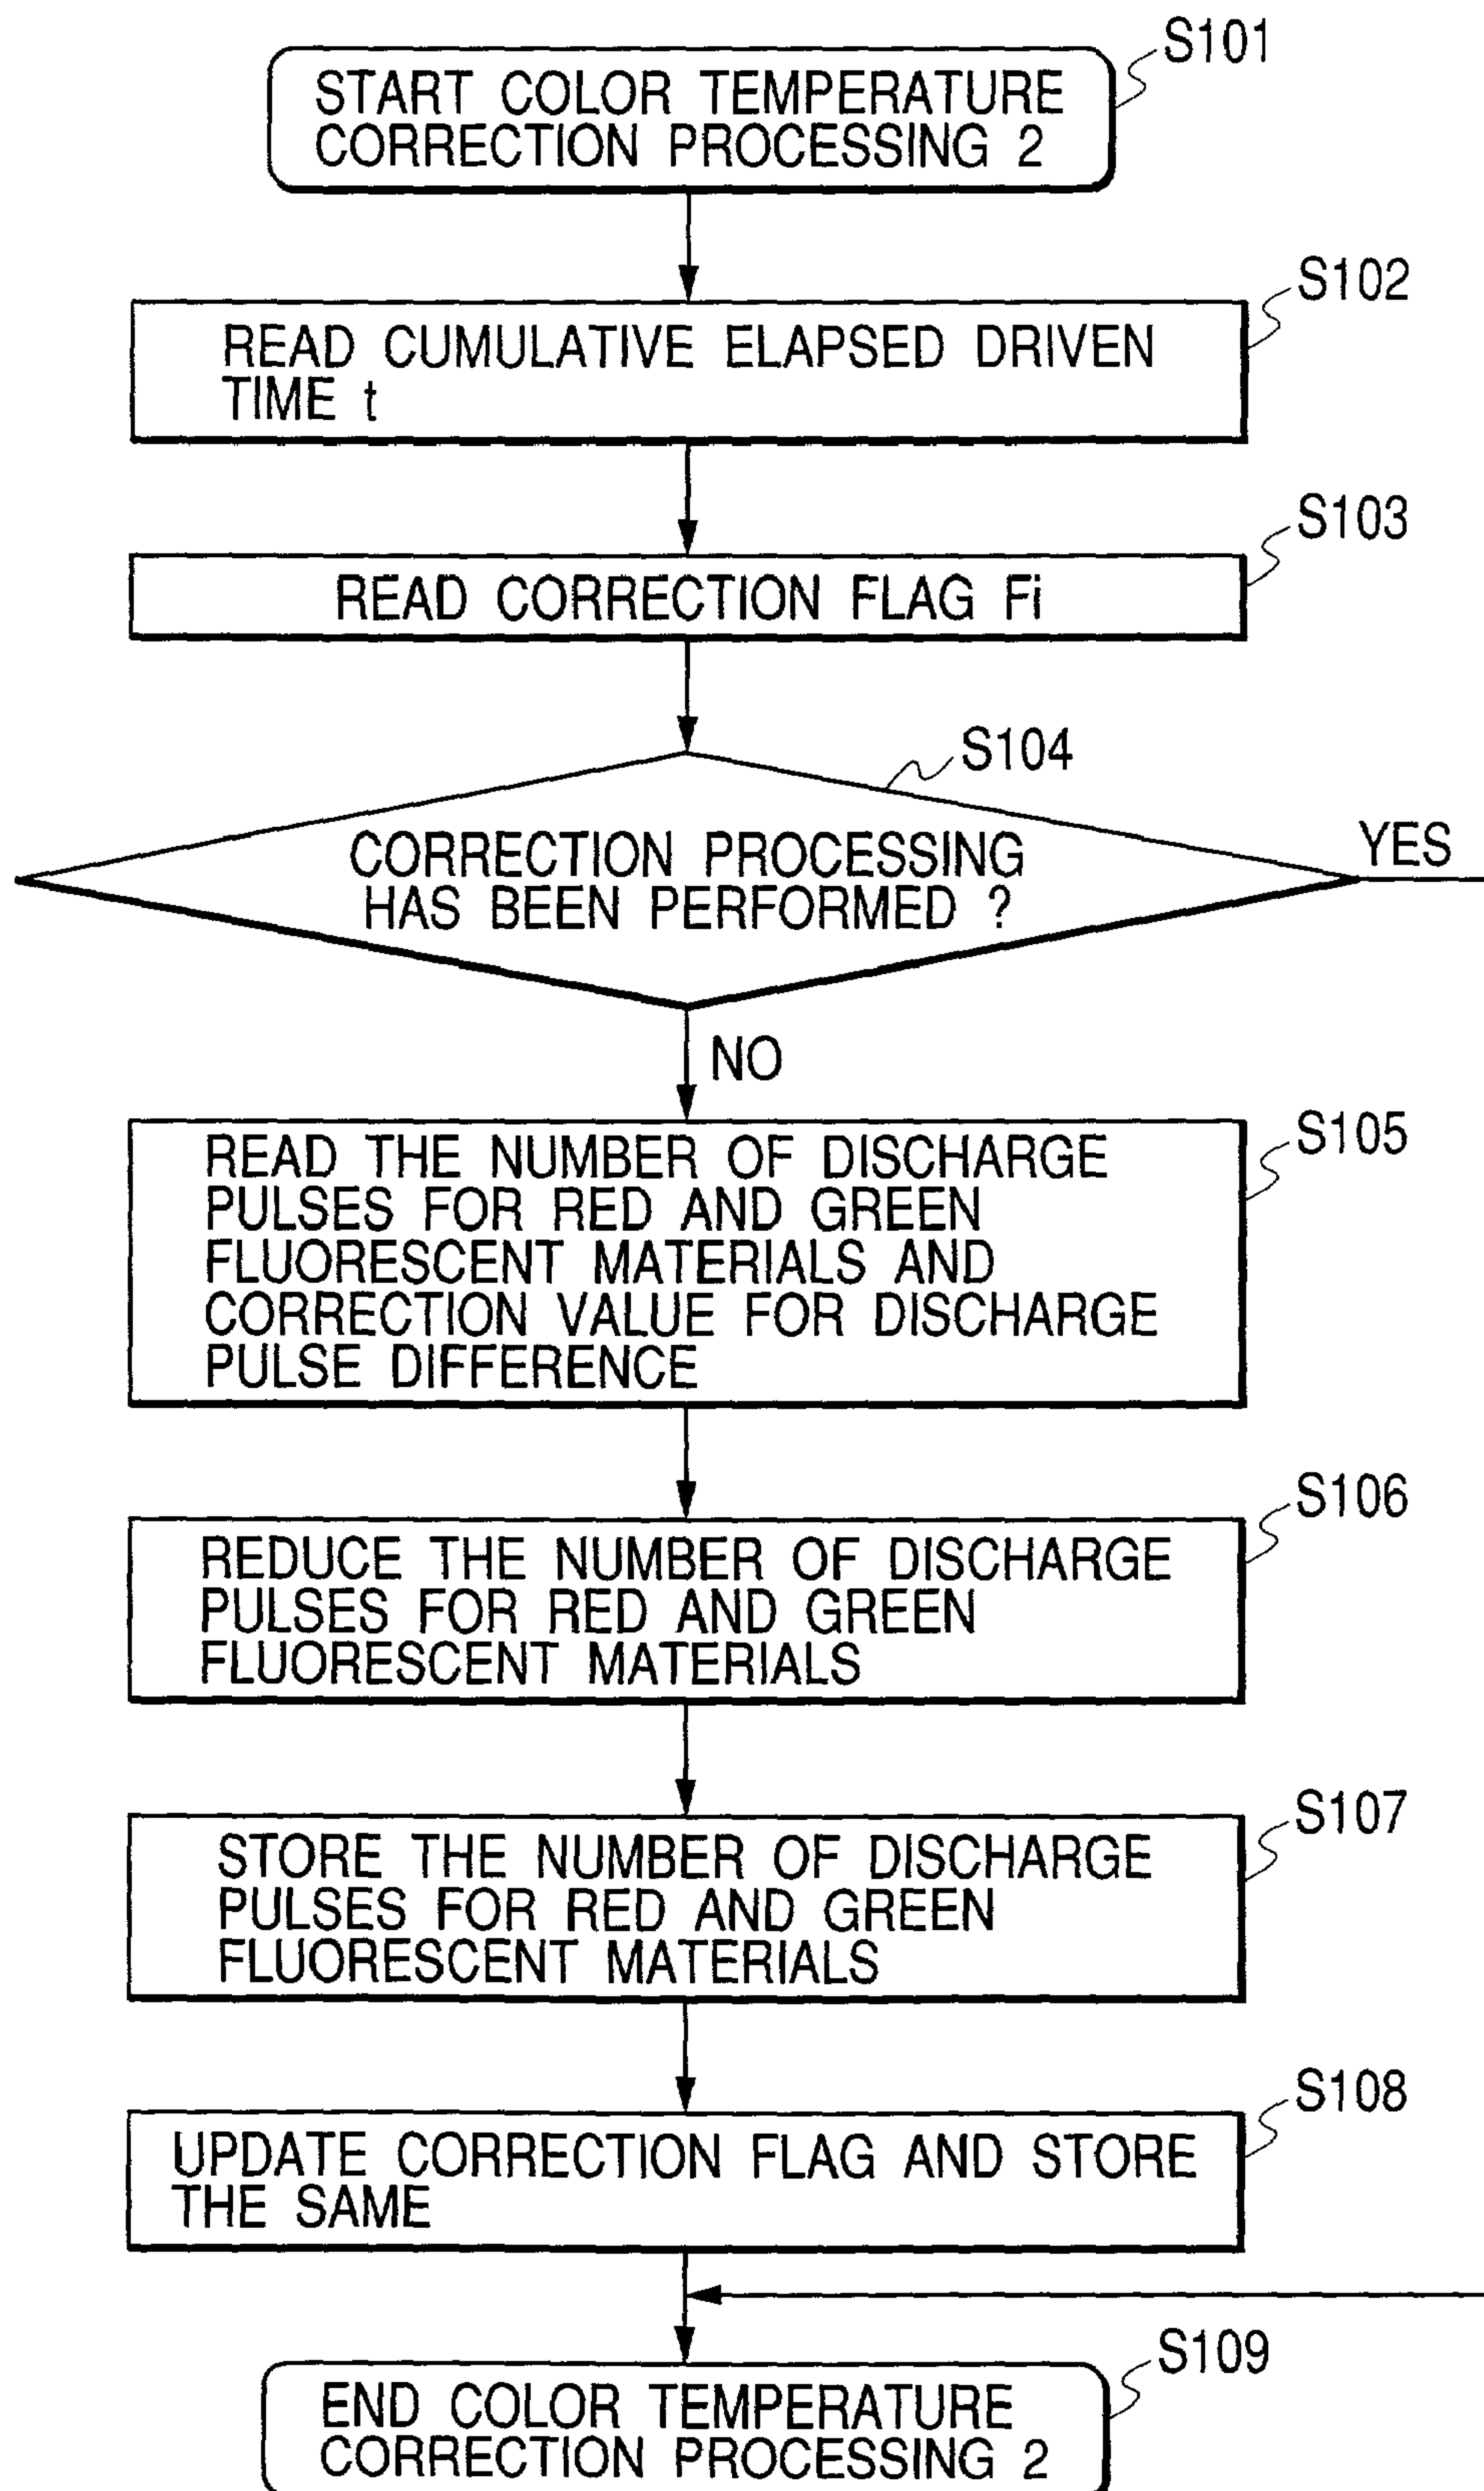 S101
START COLOR TEMPERATURE
CORRECTION PROCESSING 2
S102
READ CUMULATIVE ELAPSED DRIVEN
TIME t
S103
READ CORRECTION FLAG Fi
S104
CORRECTION PROCESSING
HAS BEEN PERFORMED ?
YES
NO
S105
READ THE NUMBER OF DISCHARGE
PULSES FOR RED AND GREEN
FLUORESCENT MATERIALS AND
CORRECTION VALUE FOR DISCHARGE
PULSE DIFFERENCE
S106
REDUCE THE NUMBER OF DISCHARGE
PULSES FOR RED AND GREEN
FLUORESCENT MATERIALS
S107
STORE THE NUMBER OF DISCHARGE
PULSES FOR RED AND GREEN
FLUORESCENT MATERIALS
S108
UPDATE CORRECTION FLAG AND STORE
THE SAME
S109
END COLOR TEMPERATURE
CORRECTION PROCESSING 2